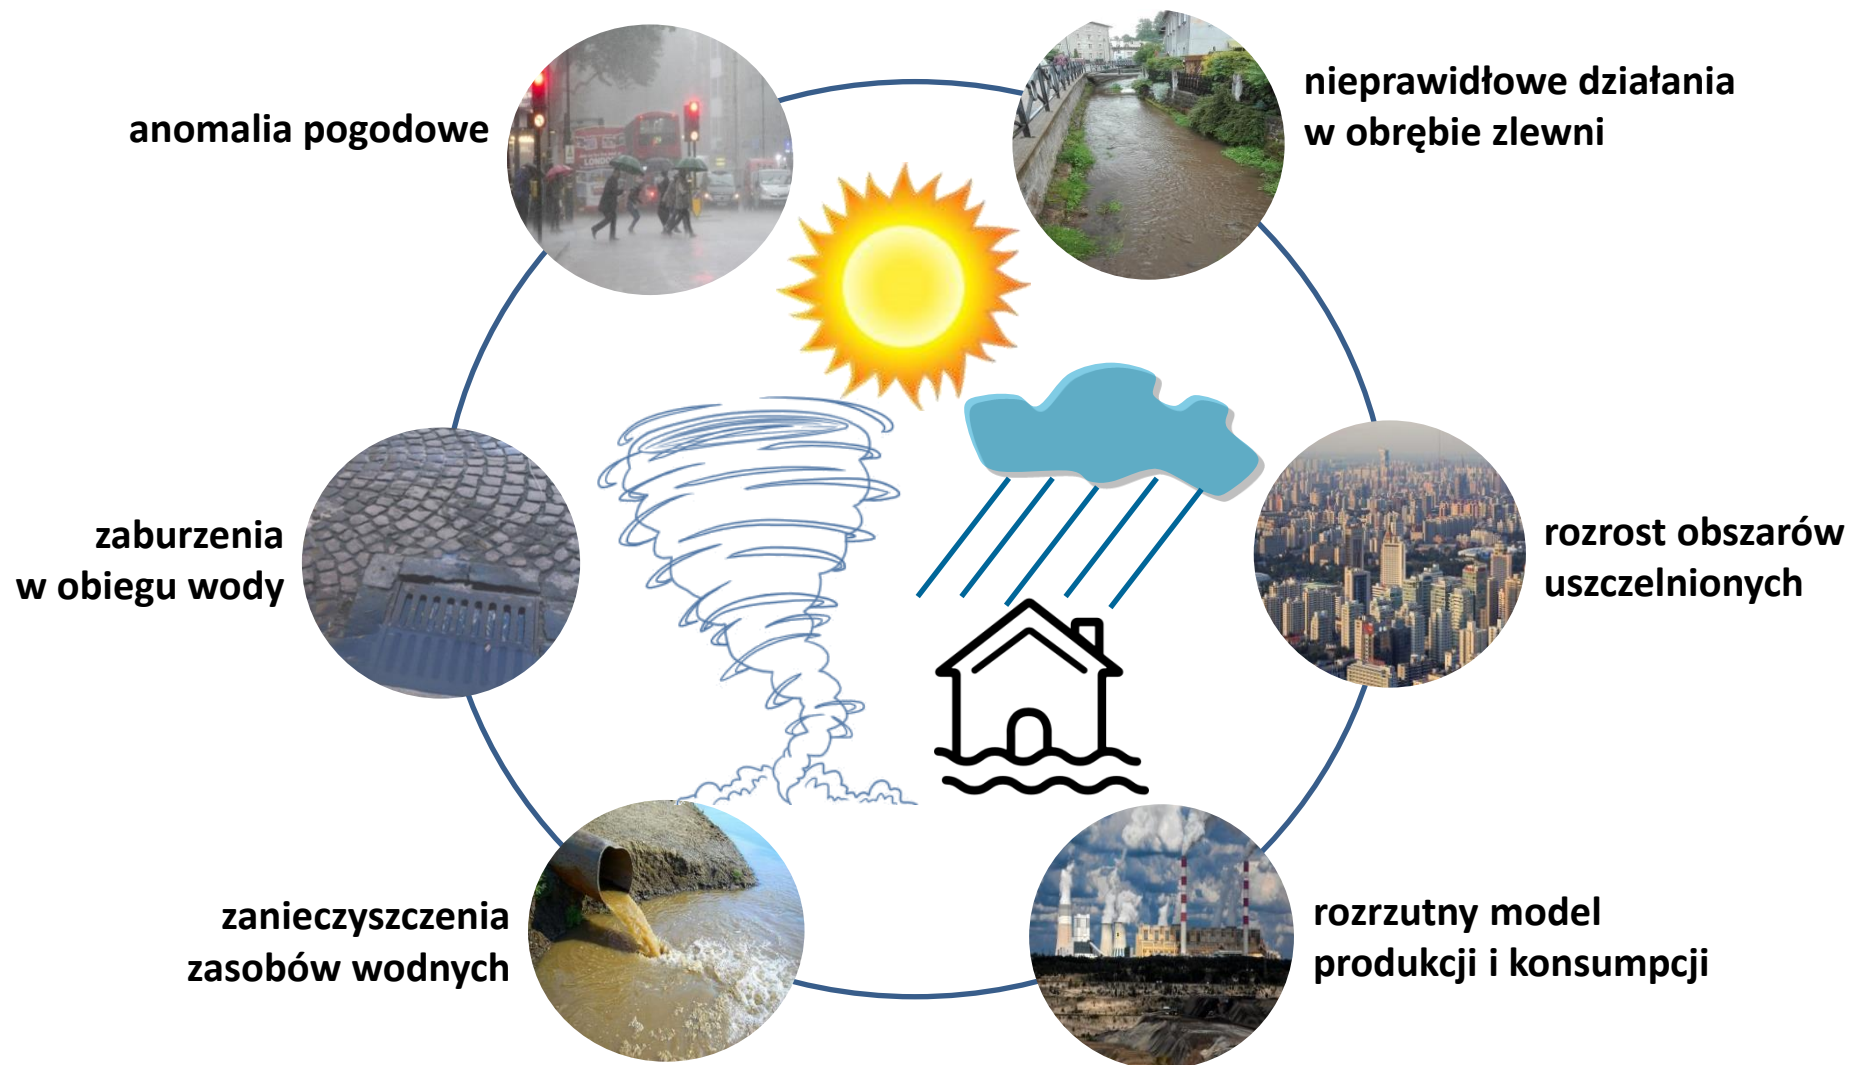 anomalia pogodowe
nieprawidłowe działania
w obrębie zlewni
zaburzenia
w obiegu wody
rozrost obszarów
uszczelnionych
zanieczyszczenia
zasobów wodnych
rozrzutny model
produkcji i konsumpcji
LONDON